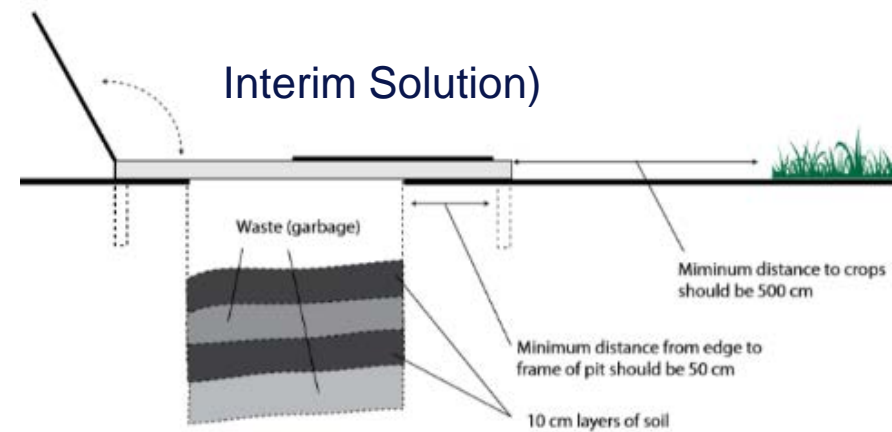 Interim Solution)
Waste (garbage)
Miminum distance to crops
should be 500 cm
Minimum distance from edge to
frame of pit should be 50 cm
10 cm layers of soil